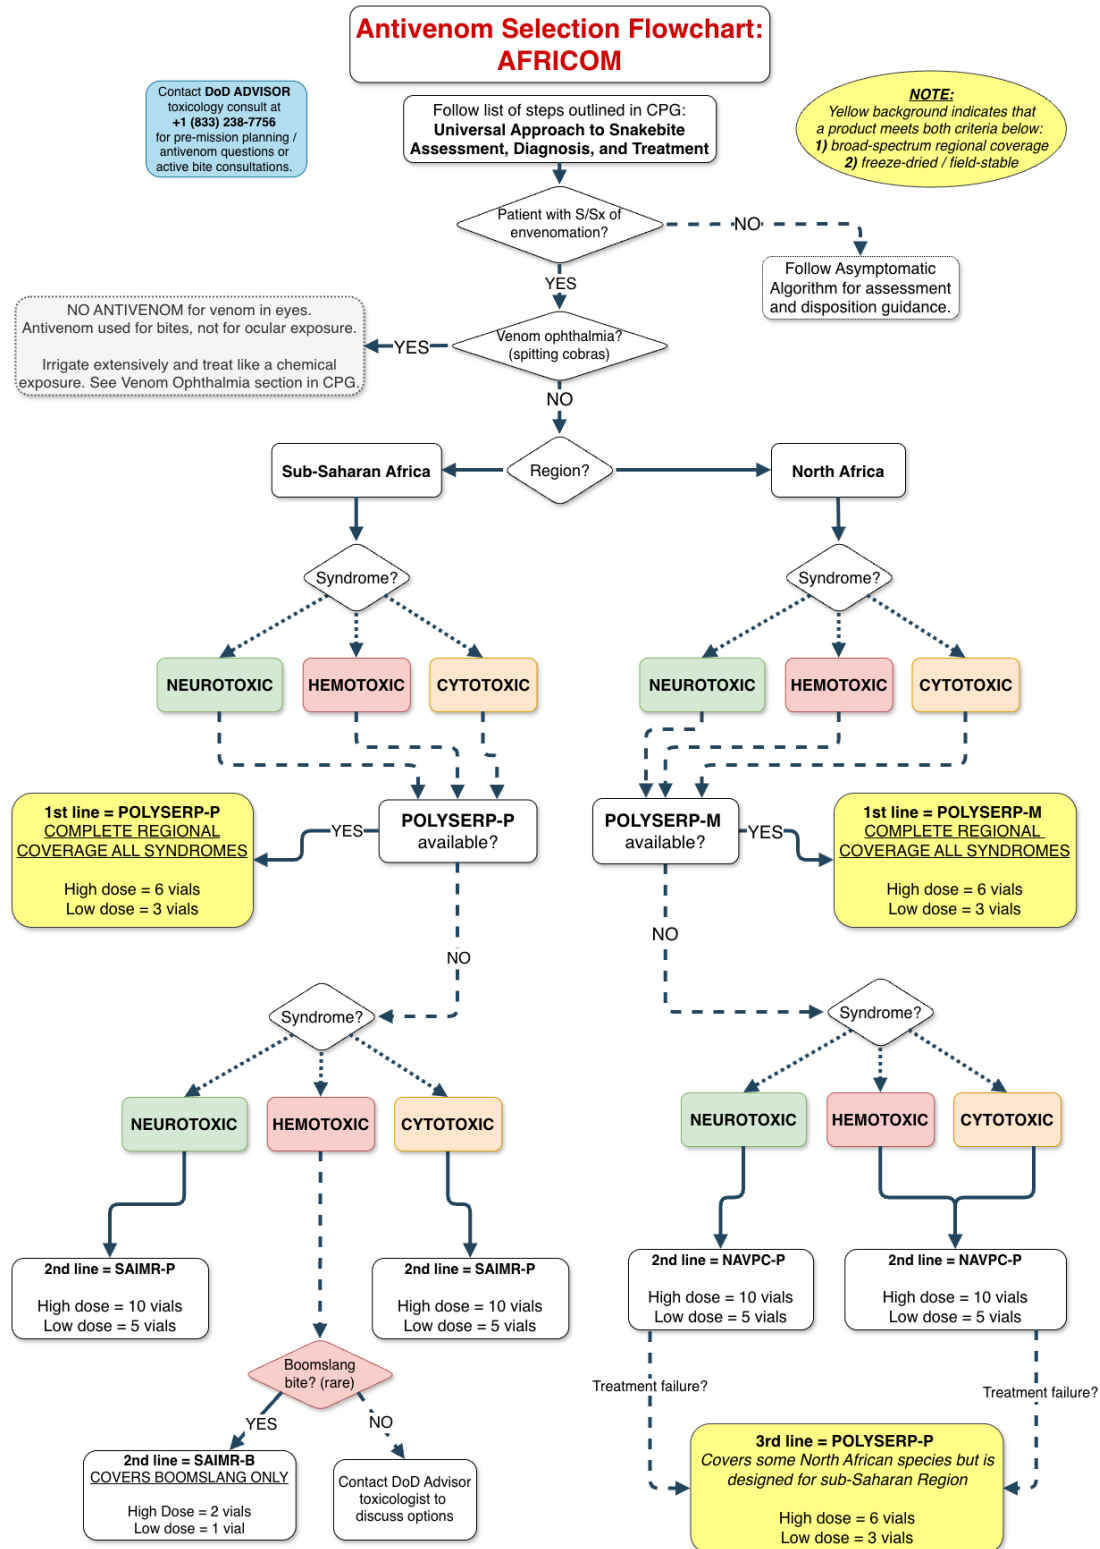 Antivenom Selection Flowchart:
AFRICOM
Contact DoD ADVISOR
toxicology consult at
+1 (833) 238-7756
for pre-mission planning /
antivenom questions or
active bite consultations.
Follow list of steps outlined in CPG:
Universal Approach to Snakebite
Assessment, Diagnosis, and Treatment
NOTE:
Yellow background indicates that
a product meets both criteria below:
1) broad-spectrum regional coverage
2) freeze-dried / field-stable
Patient with S/Sx of
envenomation?
NO
Follow Asymptomatic
Algorithm for assessment
and disposition guidance.
YES
Venom ophthalmia?
(spitting cobras)
YES
NO ANTIVENOM for venom in eyes.
Antivenom used for bites, not for ocular exposure.
Irrigate extensively and treat like a chemical
exposure. See Venom Ophthalmia section in CPG.
NO
Region?
Sub-Saharan Africa
North Africa
Syndrome?
Syndrome?
NEUROTOXIC
HEMOTOXIC
CYTOTOXIC
NEUROTOXIC
HEMOTOXIC
CYTOTOXIC
1st line = POLYSERP-P
COMPLETE REGIONAL
COVERAGE ALL SYNDROMES
High dose = 6 vials
Low dose = 3 vials
YES
POLYSERP-P
available?
POLYSERP-M
available?
YES
1st line = POLYSERP-M
COMPLETE REGIONAL
COVERAGE ALL SYNDROMES
High dose = 6 vials
Low dose = 3 vials
NO
NO
Syndrome?
Syndrome?
NEUROTOXIC
HEMOTOXIC
CYTOTOXIC
NEUROTOXIC
HEMOTOXIC
CYTOTOXIC
2nd line = SAIMR-P
High dose = 10 vials
Low dose = 5 vials
2nd line = SAIMR-P
High dose = 10 vials
Low dose = 5 vials
2nd line = NAVPC-P
High dose = 10 vials
Low dose = 5 vials
2nd line = NAVPC-P
High dose = 10 vials
Low dose = 5 vials
Boomslang
bite? (rare)
YES
NO
Treatment failure?
Treatment failure?
2nd line = SAIMR-B
COVERS BOOMSLANG ONLY
High Dose = 2 vials
Low dose = 1 vial
Contact DoD Advisor
toxicologist to
discuss options
3rd line = POLYSERP-P
Covers some North African species but is
designed for sub-Saharan Region
High dose = 6 vials
Low dose = 3 vials